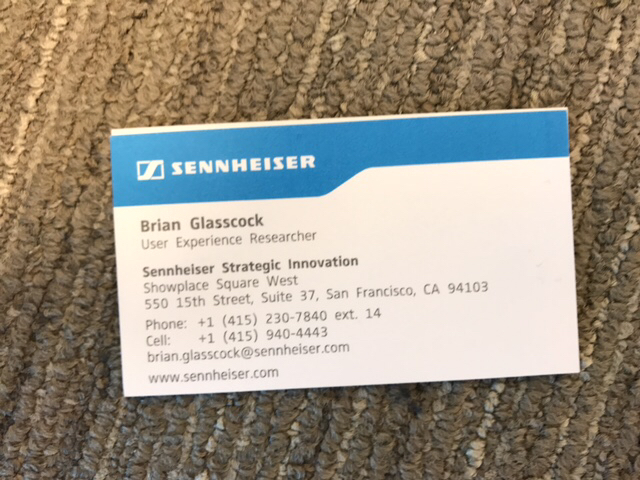 SENNHEISER
Brian Glasscock
User Experience Researcher
Sennheiser Strategic Innovation
Showplace Square West
550 15th Street, Suite 37, San Francisco, CA 94103
Phone: +1 (415) 230-7840 ext. 14
Cell: +1 (415) 940-4443
brian.glasscock@sennheiser.com
www.sennheiser.com